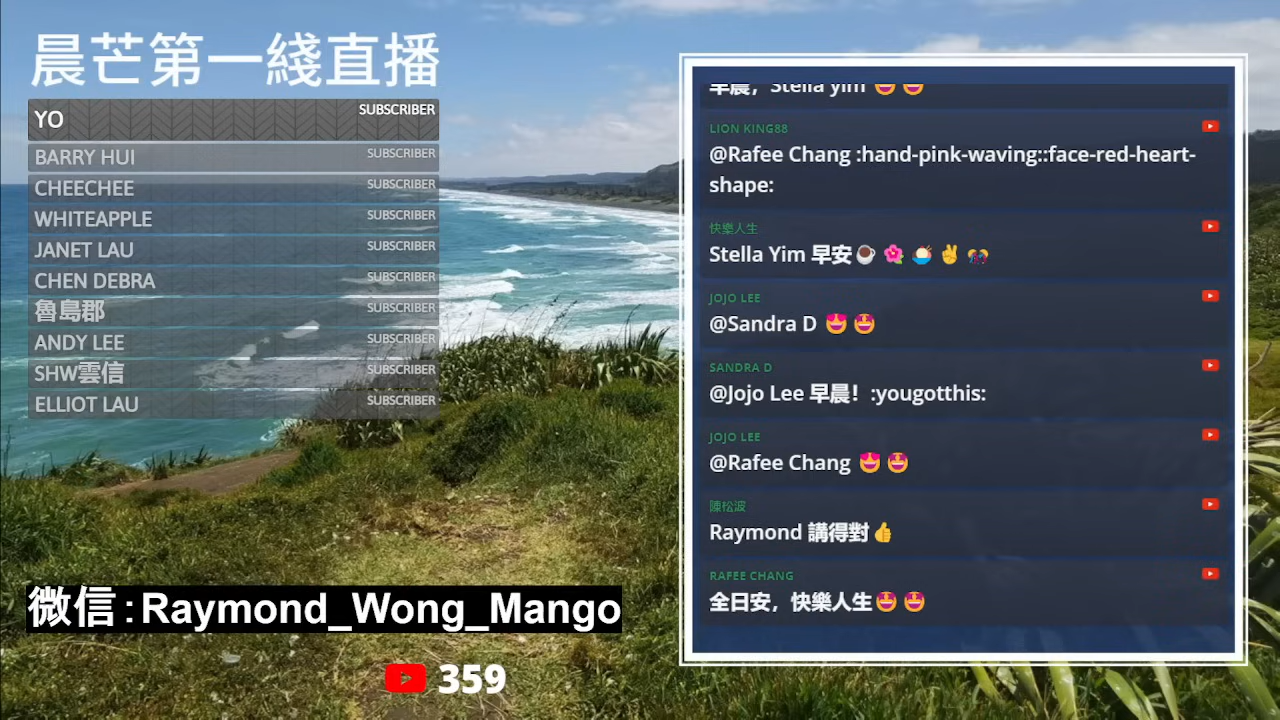 晨芒第一綫直播
YO SUBSCRIBER
BARRY HUI SUBSCRIBER
CHEECHEE SUBSCRIBER
WHITEAPPLE SUBSCRIBER
JANET LAU SUBSCRIBER
CHEN DEBRA SUBSCRIBER
魯島郡 SUBSCRIBER
ANDY LEE SUBSCRIBER
SHW雲信 SUBSCRIBER
ELLIOT LAU SUBSCRIBER
微信:Raymond_Wong_Mango
359
早晨，Stella yim 🤩🤩
LION KING88
@Rafee Chang :hand-pink-waving::face-red-heart-
shape:
快樂人生
Stella Yim 早安☕🌺🍧✌️🎊
JOJO LEE
@Sandra D 😍🤩
SANDRA D
@Jojo Lee 早晨！:yougotthis:
JOJO LEE
@Rafee Chang 😍🤩
陳松波
Raymond 講得對👍
RAFEE CHANG
全日安，快樂人生🤩🤩